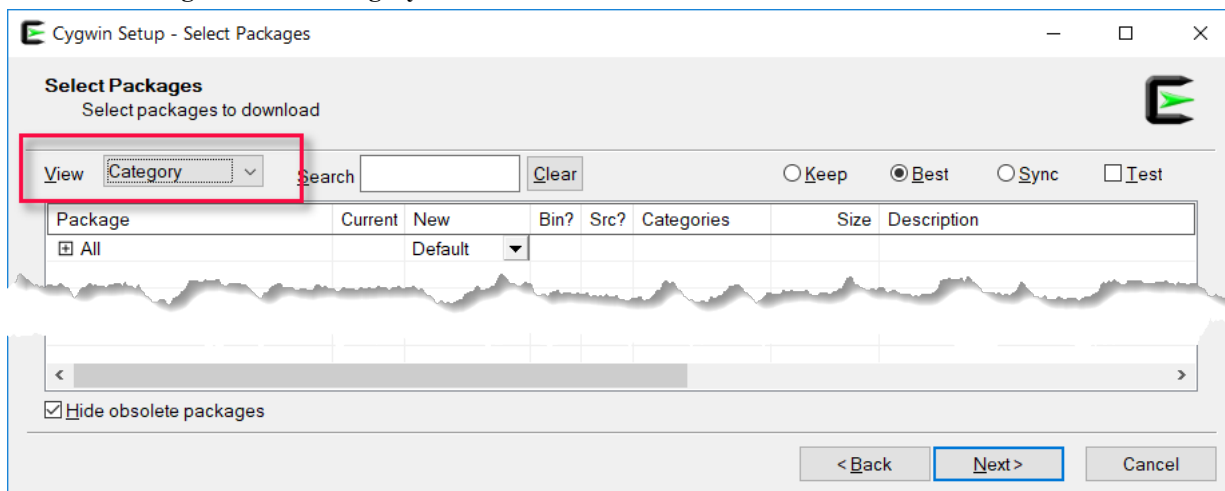 Cygwin Setup - Select Packages
Select Packages
Select packages to download
View Category Search Clear Keep Best Sync Test
Package Current New Bin? Src? Categories Size Description
All Default
Hide obsolete packages
< Back Next > Cancel